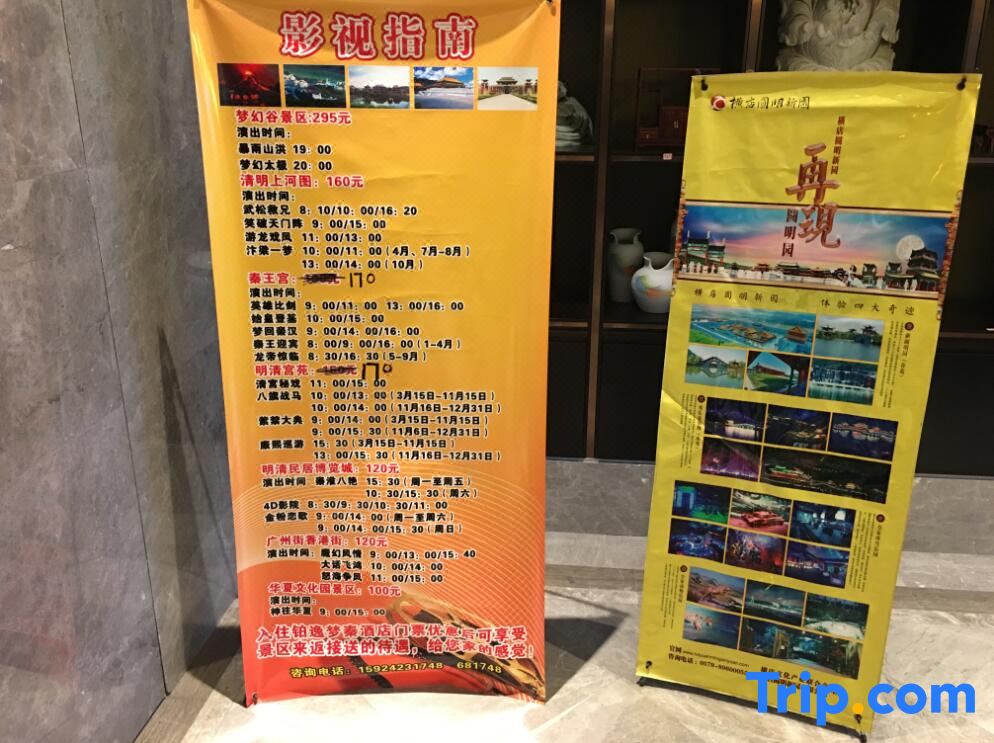 影视指南
梦幻谷景区:295元
演出时间:
暴雨山洪 19:00
梦幻太极 20:00
清明上河图: 160元
演出时间:
武松救兄 8:10/10:00/16:20
笑破天门阵 9:00/15:00
游龙戏凤 11:00/13:00
汴梁一梦 10:00/11:00(4月、7月-8月)
13:00/14:00(10月)
秦王宫: 170
演出时间:
英雄比剑 9:00/11:00 13:00/16:00
始皇登基 10:00/15:00
梦回秦汉 9:00/14:00/16:00
秦王迎宾 8:00/9:00/16:00(1-4月)
龙帝惊临 8:30/16:30(5-9月)
明清宫苑: 170
清宫秘戏 11:00/15:00
八旗战马 10:00/13:00(3月15日-11月15日)
10:00/14:00(11月16日-12月31日)
紫禁大典 9:00/14:00(3月15日-11月15日)
9:00/15:30(11月6日-12月31日)
康熙巡游 15:30(3月15日-11月15日)
13:00/15:30(11月16日-12月31日)
明清民居博览城: 120元
演出时间: 秦淮八艳 15:30(周一至周五)
10:30/15:30(周六)
4D影院 8:30/9:30/10:30/11:00
金粉恋歌 9:00/14:00(周一至周六)
9:00/14:00/15:30(周日)
广州街香港街: 120元
演出时间: 魔幻风情 9:00/13:00/15:40
大话飞鸿 10:00/14:00
怒海争风 11:00/15:00
华夏文化园景区: 100元
演出时间:
神往华夏 9:00/15:00
入住铂逸梦秦酒店门票优惠后可享受
景区来返接送的待遇,给您家的感觉!
咨询电话: 15924231748 681748
横店圆明新园
横店圆明新园
再现
圆明园
横店圆明新园 体验四大奇迹
官网
咨询电话:0579-
Trip.com